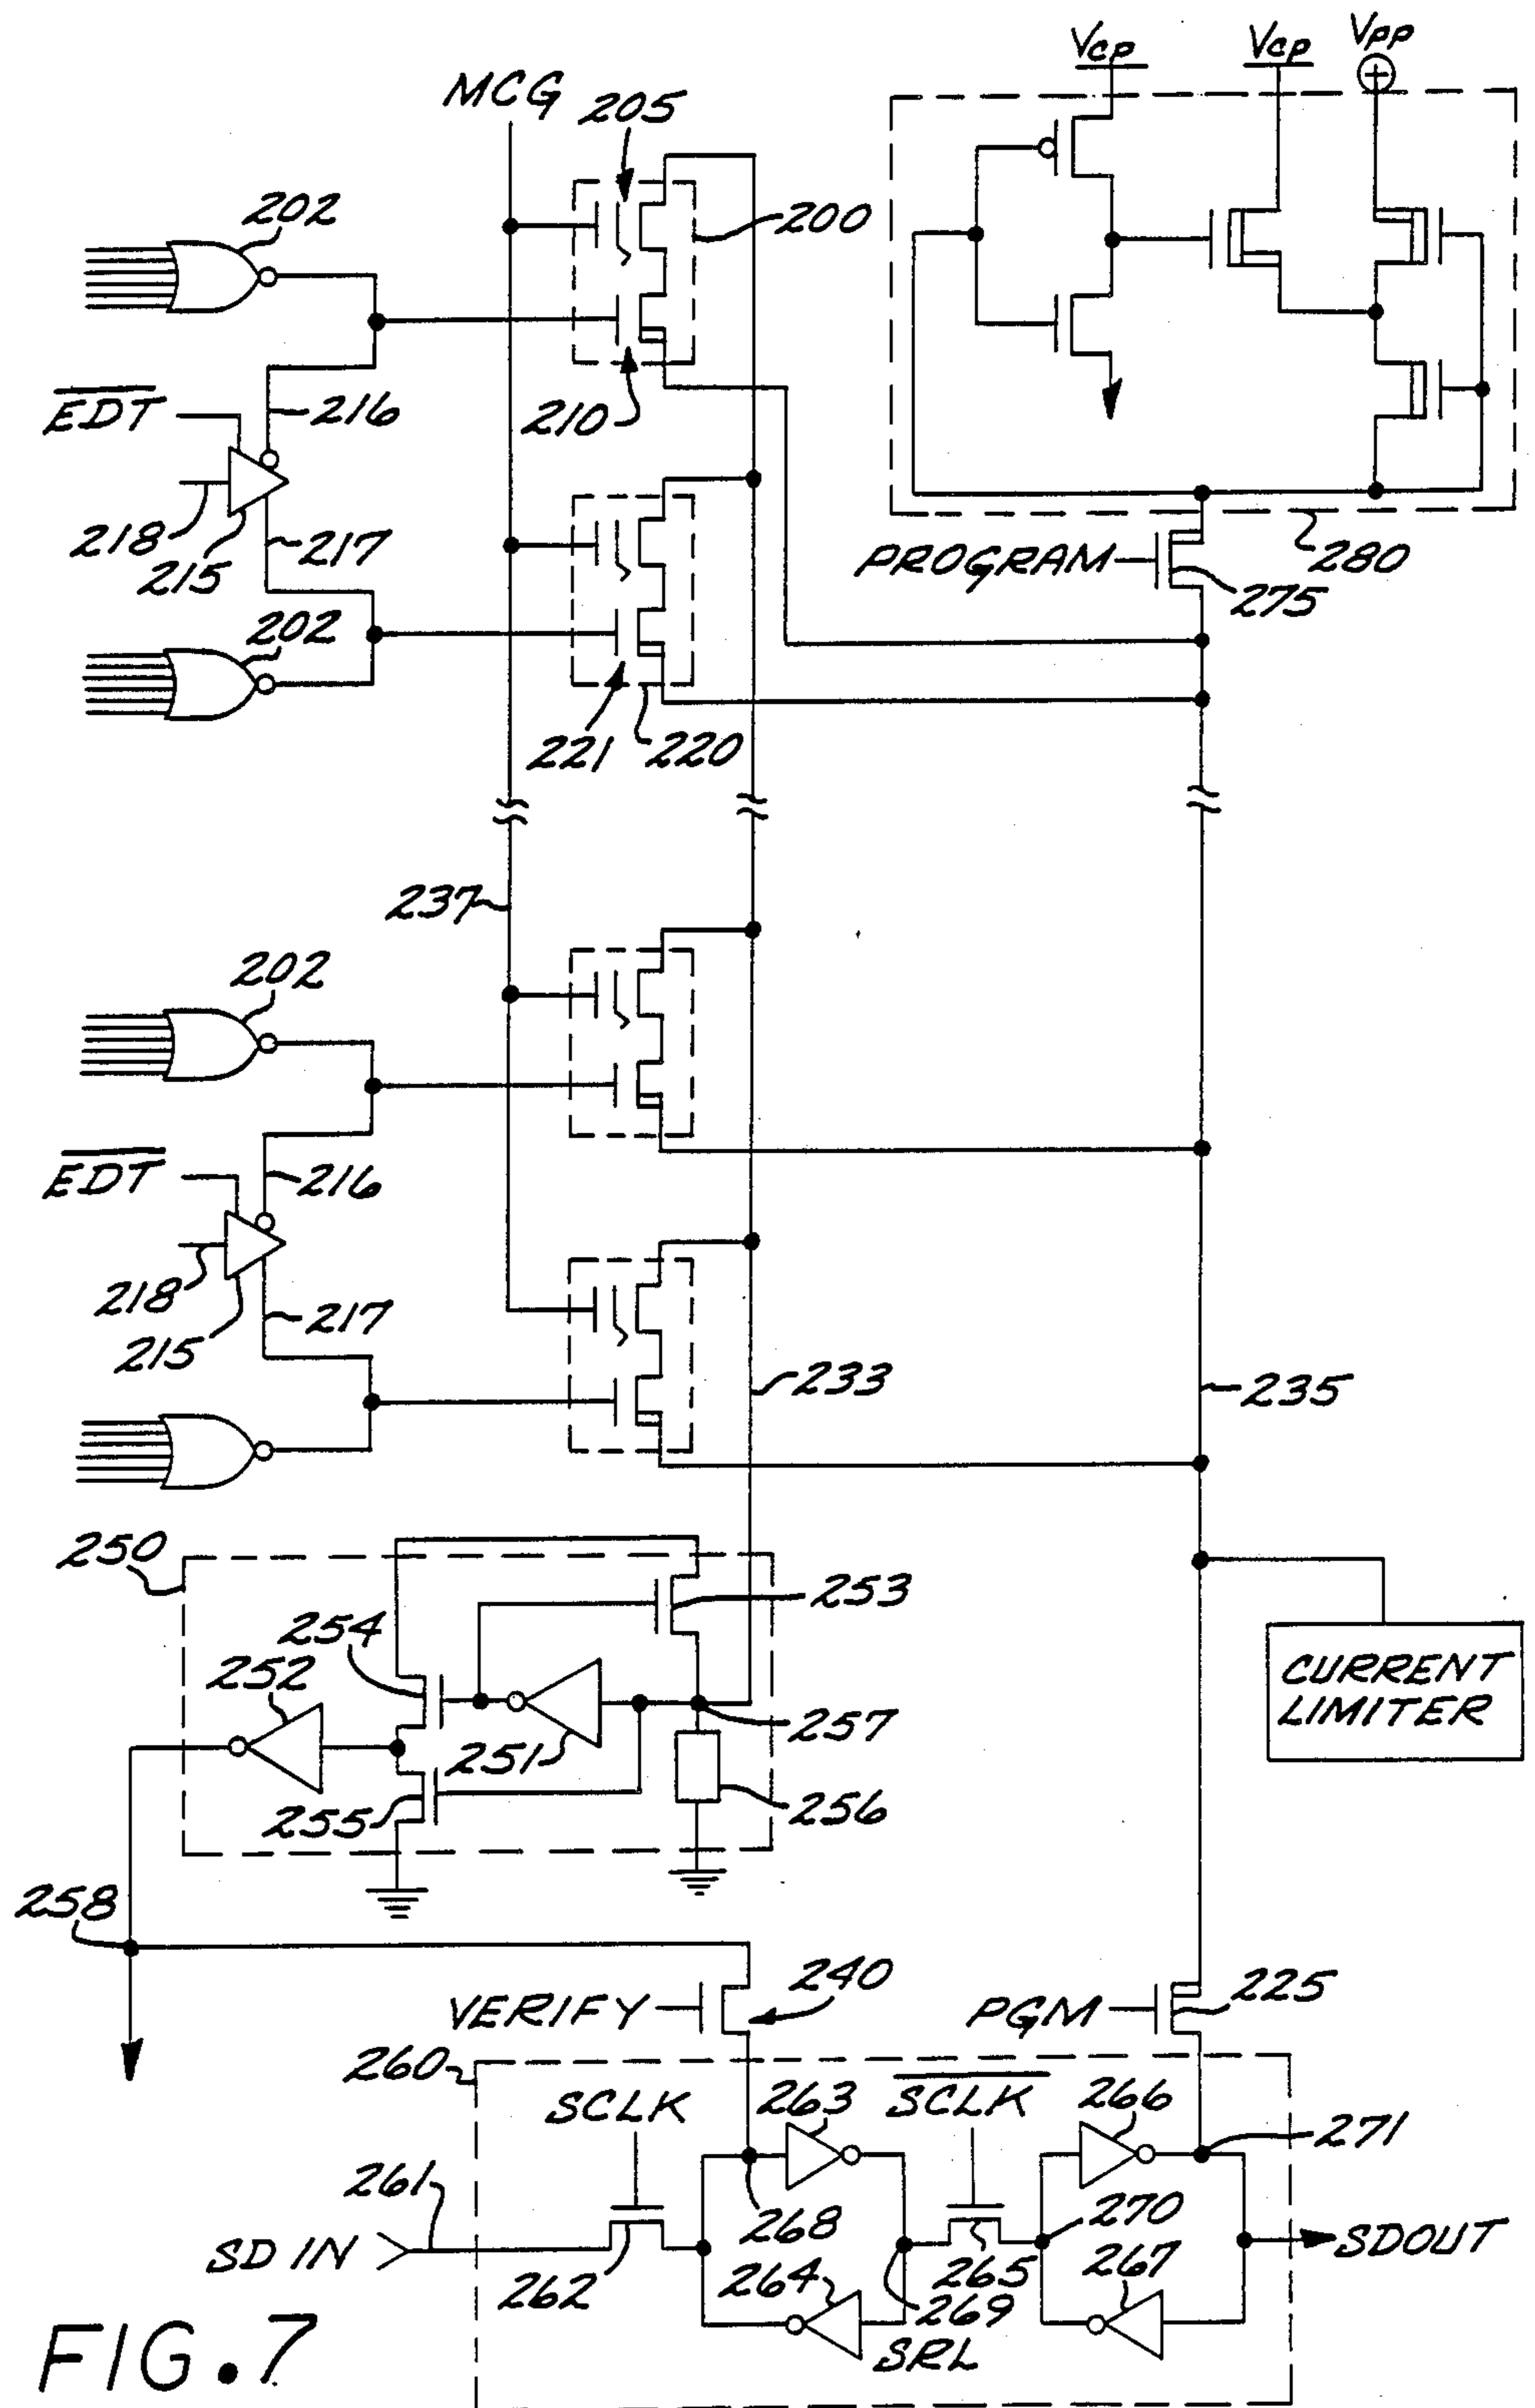 Vcp
Vcp
Vpp
MCG
205
202
200
EDT
216
210
218
215
217
PROGRAM
280
275
202
221
220
237
202
EDT
216
218
215
217
233
235
250
253
254
252
251
257
CURRENT
LIMITER
255
256
258
VERIFY
240
PGM
225
260
SCLK
263
SCLK
266
271
261
268
270
SD IN
SDOUT
262
264
265
267
269
SRL
FIG. 7